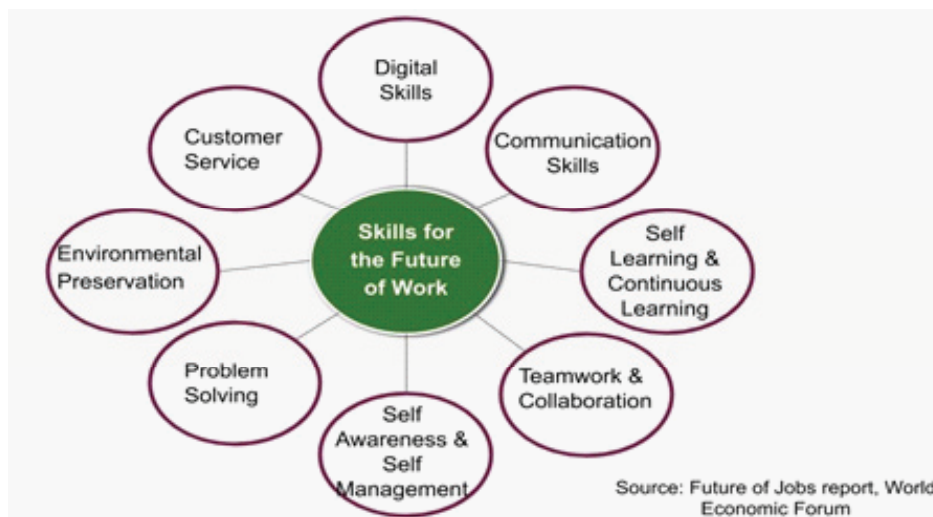 Digital
Skills
Customer
Service
Communication
Skills
Skills for
the Future
of Work
Environmental
Preservation
Self
Learning &
Continuous
Learning
Problem
Solving
Teamwork &
Collaboration
Self
Awareness &
Self
Management
Source: Future of Jobs report, World
Economic Forum